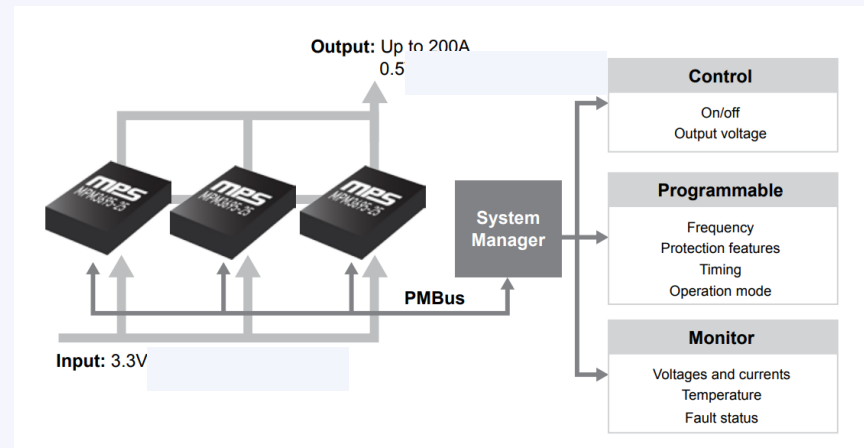 Output: Up to 200A
0.5
Control
On/off
Output voltage
mps
MPM3695-25
mps
MPM3695-25
mps
MPM3695-25
System
Manager
Programmable
Frequency
Protection features
Timing
Operation mode
PMBus
Input: 3.3V
Monitor
Voltages and currents
Temperature
Fault status